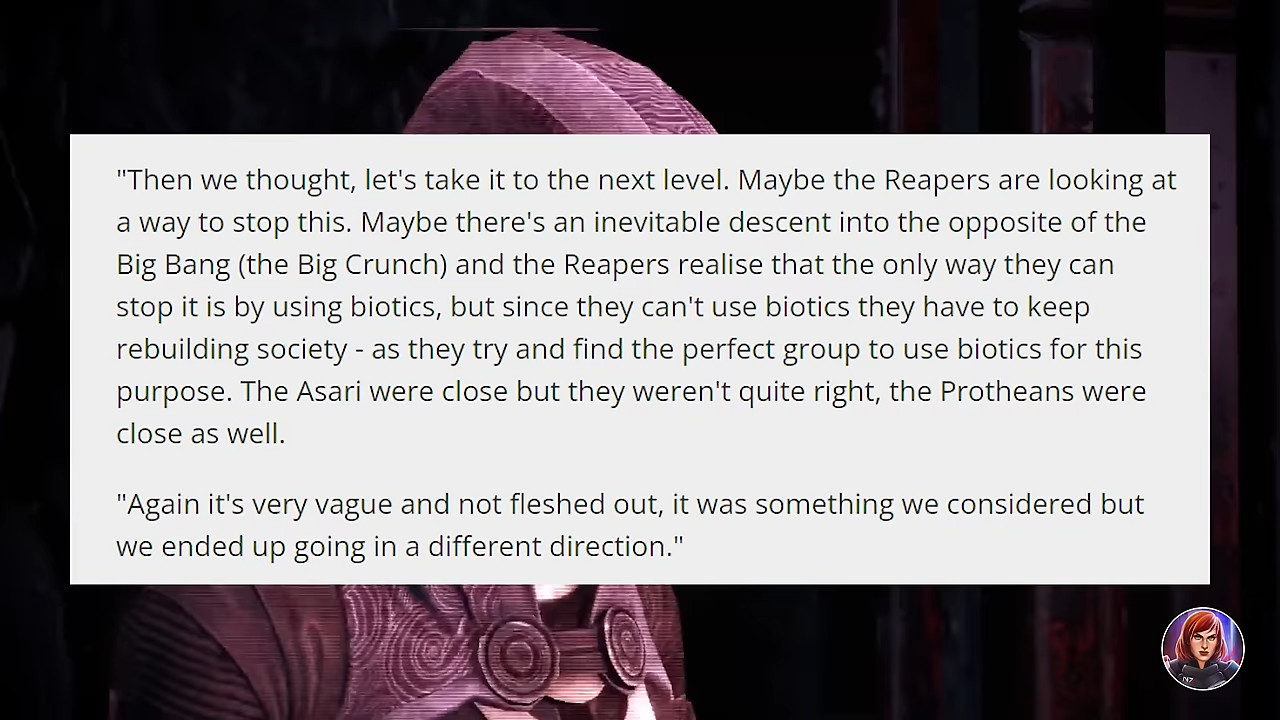 "Then we thought, let's take it to the next level. Maybe the Reapers are looking at
a way to stop this. Maybe there's an inevitable descent into the opposite of the
Big Bang (the Big Crunch) and the Reapers realise that the only way they can
stop it is by using biotics, but since they can't use biotics they have to keep
rebuilding society - as they try and find the perfect group to use biotics for this
purpose. The Asari were close but they weren't quite right, the Protheans were
close as well.
"Again it's very vague and not fleshed out, it was something we considered but
we ended up going in a different direction."
N7